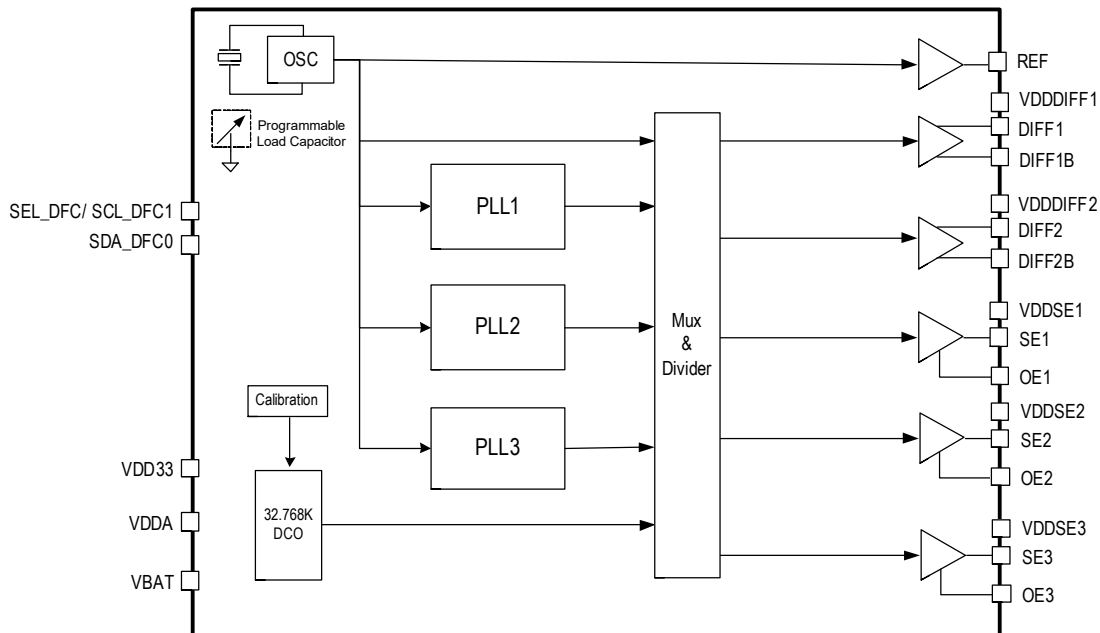 OSC
REF
VDDDIFF1
Programmable
Load Capacitor
DIFF1
DIFF1B
SEL_DFC/ SCL_DFC1
SDA_DFC0
PLL1
VDDDIFF2
DIFF2
DIFF2B
PLL2
Mux
&
Divider
VDDSE1
SE1
OE1
Calibration
PLL3
VDDSE2
SE2
OE2
VDD33
VDDA
VBAT
32.768K
DCO
VDDSE3
SE3
OE3